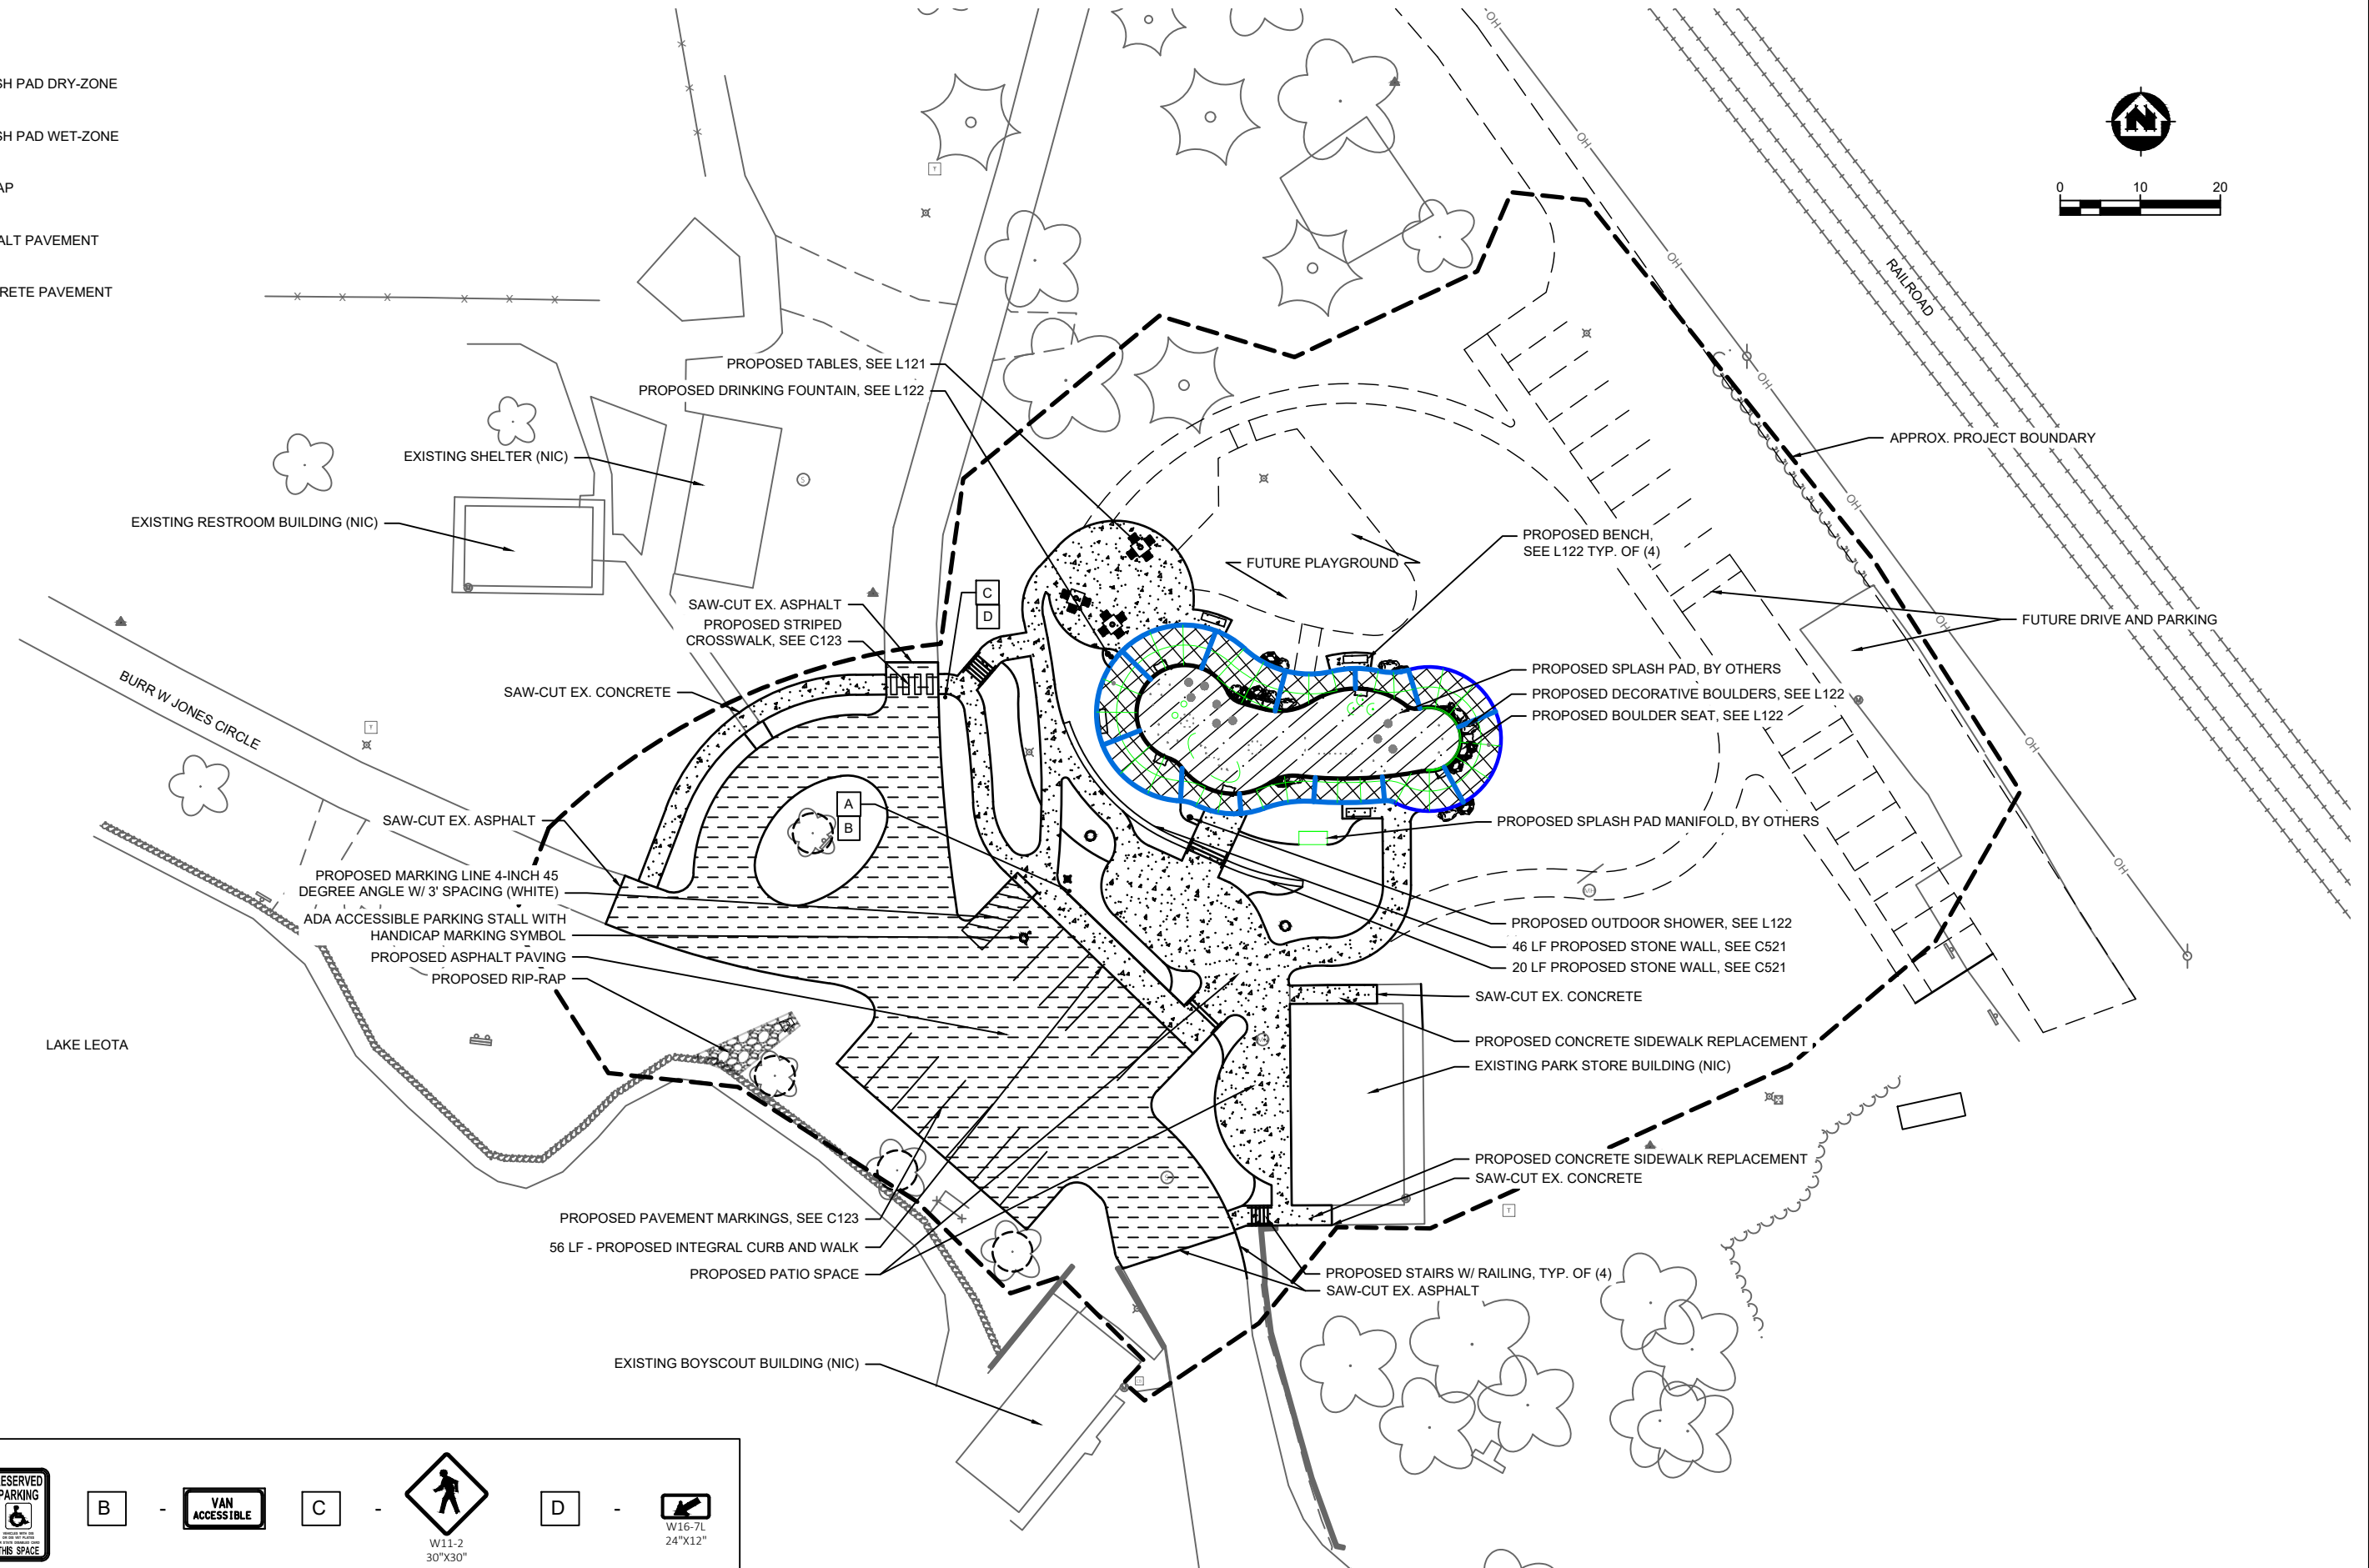 SH PAD DRY-ZONE
SH PAD WET-ZONE
AP
ALT PAVEMENT
RETE PAVEMENT
N
0 10 20
OH
OH
OH
OH
OH
OH
OH
OH
RAILROAD
PROPOSED TABLES, SEE L121
PROPOSED DRINKING FOUNTAIN, SEE L122
EXISTING SHELTER (NIC)
EXISTING RESTROOM BUILDING (NIC)
APPROX. PROJECT BOUNDARY
PROPOSED BENCH,
SEE L122 TYP. OF (4)
FUTURE PLAYGROUND
C
D
SAW-CUT EX. ASPHALT
PROPOSED STRIPED
CROSSWALK, SEE C123
FUTURE DRIVE AND PARKING
SAW-CUT EX. CONCRETE
BURR W JONES CIRCLE
PROPOSED SPLASH PAD, BY OTHERS
PROPOSED DECORATIVE BOULDERS, SEE L122
PROPOSED BOULDER SEAT, SEE L122
A
B
SAW-CUT EX. ASPHALT
PROPOSED SPLASH PAD MANIFOLD, BY OTHERS
PROPOSED MARKING LINE 4-INCH 45
DEGREE ANGLE W/ 3' SPACING (WHITE)
ADA ACCESSIBLE PARKING STALL WITH
HANDICAP MARKING SYMBOL
PROPOSED ASPHALT PAVING
PROPOSED RIP-RAP
PROPOSED OUTDOOR SHOWER, SEE L122
46 LF PROPOSED STONE WALL, SEE C521
20 LF PROPOSED STONE WALL, SEE C521
SAW-CUT EX. CONCRETE
LAKE LEOTA
PROPOSED CONCRETE SIDEWALK REPLACEMENT
EXISTING PARK STORE BUILDING (NIC)
PROPOSED CONCRETE SIDEWALK REPLACEMENT
SAW-CUT EX. CONCRETE
PROPOSED PAVEMENT MARKINGS, SEE C123
56 LF - PROPOSED INTEGRAL CURB AND WALK
PROPOSED PATIO SPACE
PROPOSED STAIRS W/ RAILING, TYP. OF (4)
SAW-CUT EX. ASPHALT
EXISTING BOYSCOUT BUILDING (NIC)
ESERVED
PARKING
THIS SPACE
B - VAN
ACCESSIBLE
C -
W11-2
30"X30"
D -
W16-7L
24"X12"